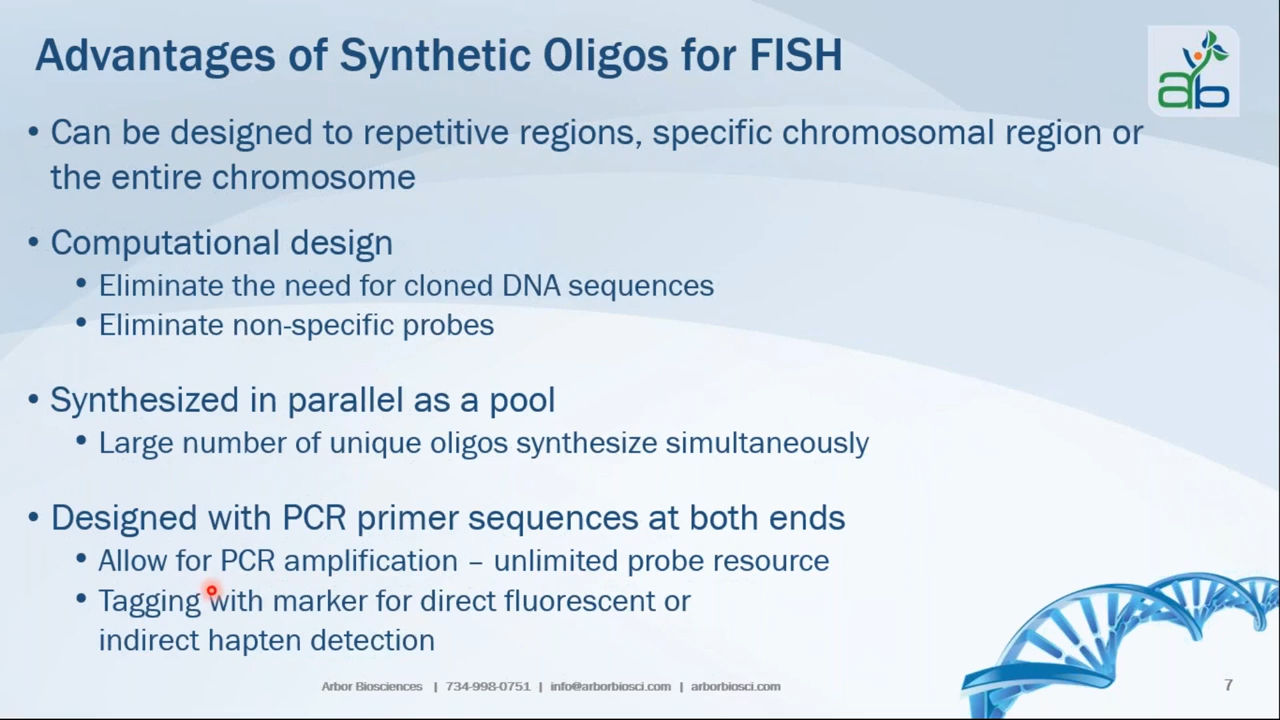 Advantages of Synthetic Oligos for FISH
ab
• Can be designed to repetitive regions, specific chromosomal region or
the entire chromosome
• Computational design
• Eliminate the need for cloned DNA sequences
• Eliminate non-specific probes
• Synthesized in parallel as a pool
• Large number of unique oligos synthesize simultaneously
• Designed with PCR primer sequences at both ends
• Allow for PCR amplification – unlimited probe resource
• Tagging with marker for direct fluorescent or
indirect hapten detection
Arbor Biosciences | 734-998-0751 | info@arborbiosci.com | arborbiosci.com
7